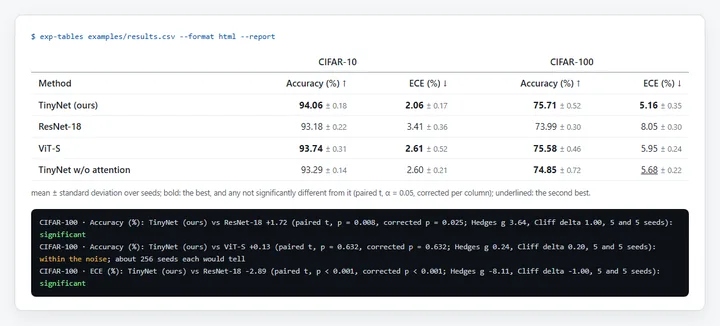 $ exp-tables examples/results.csv --format html --report
CIFAR-10 CIFAR-100
Method Accuracy (%) ↑ ECE (%) ↓ Accuracy (%) ↑ ECE (%) ↓
TinyNet (ours) 94.06 ± 0.18 2.06 ± 0.17 75.71 ± 0.52 5.16 ± 0.35
ResNet-18 93.18 ± 0.22 3.41 ± 0.36 73.99 ± 0.30 8.05 ± 0.30
ViT-S 93.74 ± 0.31 2.61 ± 0.52 75.58 ± 0.46 5.95 ± 0.24
TinyNet w/o attention 93.29 ± 0.14 2.60 ± 0.21 74.85 ± 0.72 5.68 ± 0.22
mean ± standard deviation over seeds; bold: the best, and any not significantly different from it (paired t, α = 0.05, corrected per column); underlined: the second best.
CIFAR-100 · Accuracy (%): TinyNet (ours) vs ResNet-18 +1.72 (paired t, p = 0.008, corrected p = 0.025; Hedges g 3.64, Cliff delta 1.00, 5 and 5 seeds):
significant
CIFAR-100 · Accuracy (%): TinyNet (ours) vs ViT-S +0.13 (paired t, p = 0.632, corrected p = 0.632; Hedges g 0.24, Cliff delta 0.20, 5 and 5 seeds):
within the noise; about 256 seeds each would tell
CIFAR-100 · ECE (%): TinyNet (ours) vs ResNet-18 -2.89 (paired t, p < 0.001, corrected p < 0.001; Hedges g -8.11, Cliff delta -1.00, 5 and 5 seeds):
significant